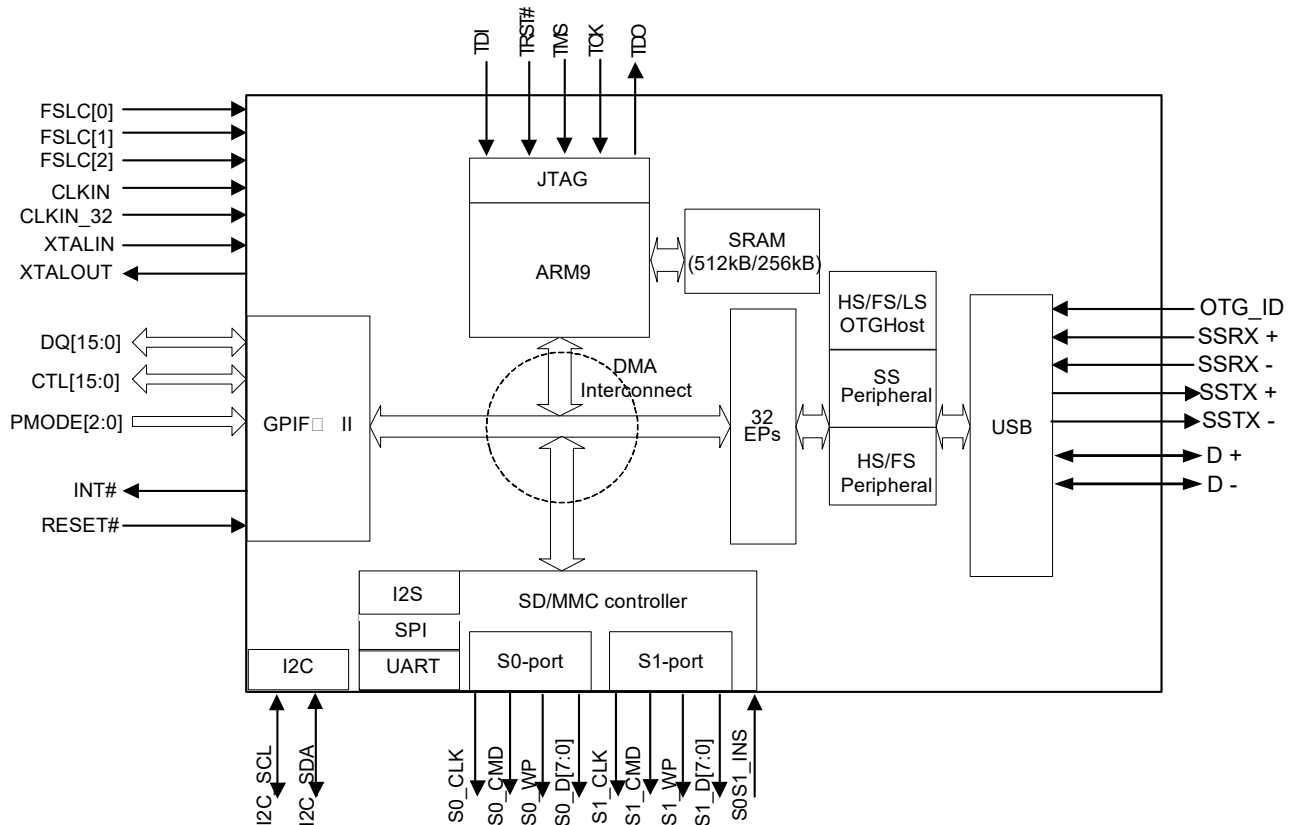 TDI
TRST#
TMS
TCK
TDO
FSLC[0]
FSLC[1]
FSLC[2]
CLKIN
CLKIN_32
XTALIN
XTALOUT
JTAG
ARM9
SRAM
(512kB/256kB)
HS/FS/LS
OTGHost
SS
Peripheral
HS/FS
Peripheral
DMA
Interconnect
32
EPs
USB
OTG_ID
SSRX +
SSRX -
SSTX +
SSTX -
D +
D -
DQ[15:0]
CTL[15:0]
PMODE[2:0]
GPIF□ II
INT#
RESET#
I2S
SPI
UART
SD/MMC controller
I2C
S0-port
S1-port
I2C_SCL
I2C_SDA
S0_CLK
S0_CMD
S0_WP
S0_D[7:0]
S1_CLK
S1_CMD
S1_WP
S1_D[7:0]
S0S1_INS